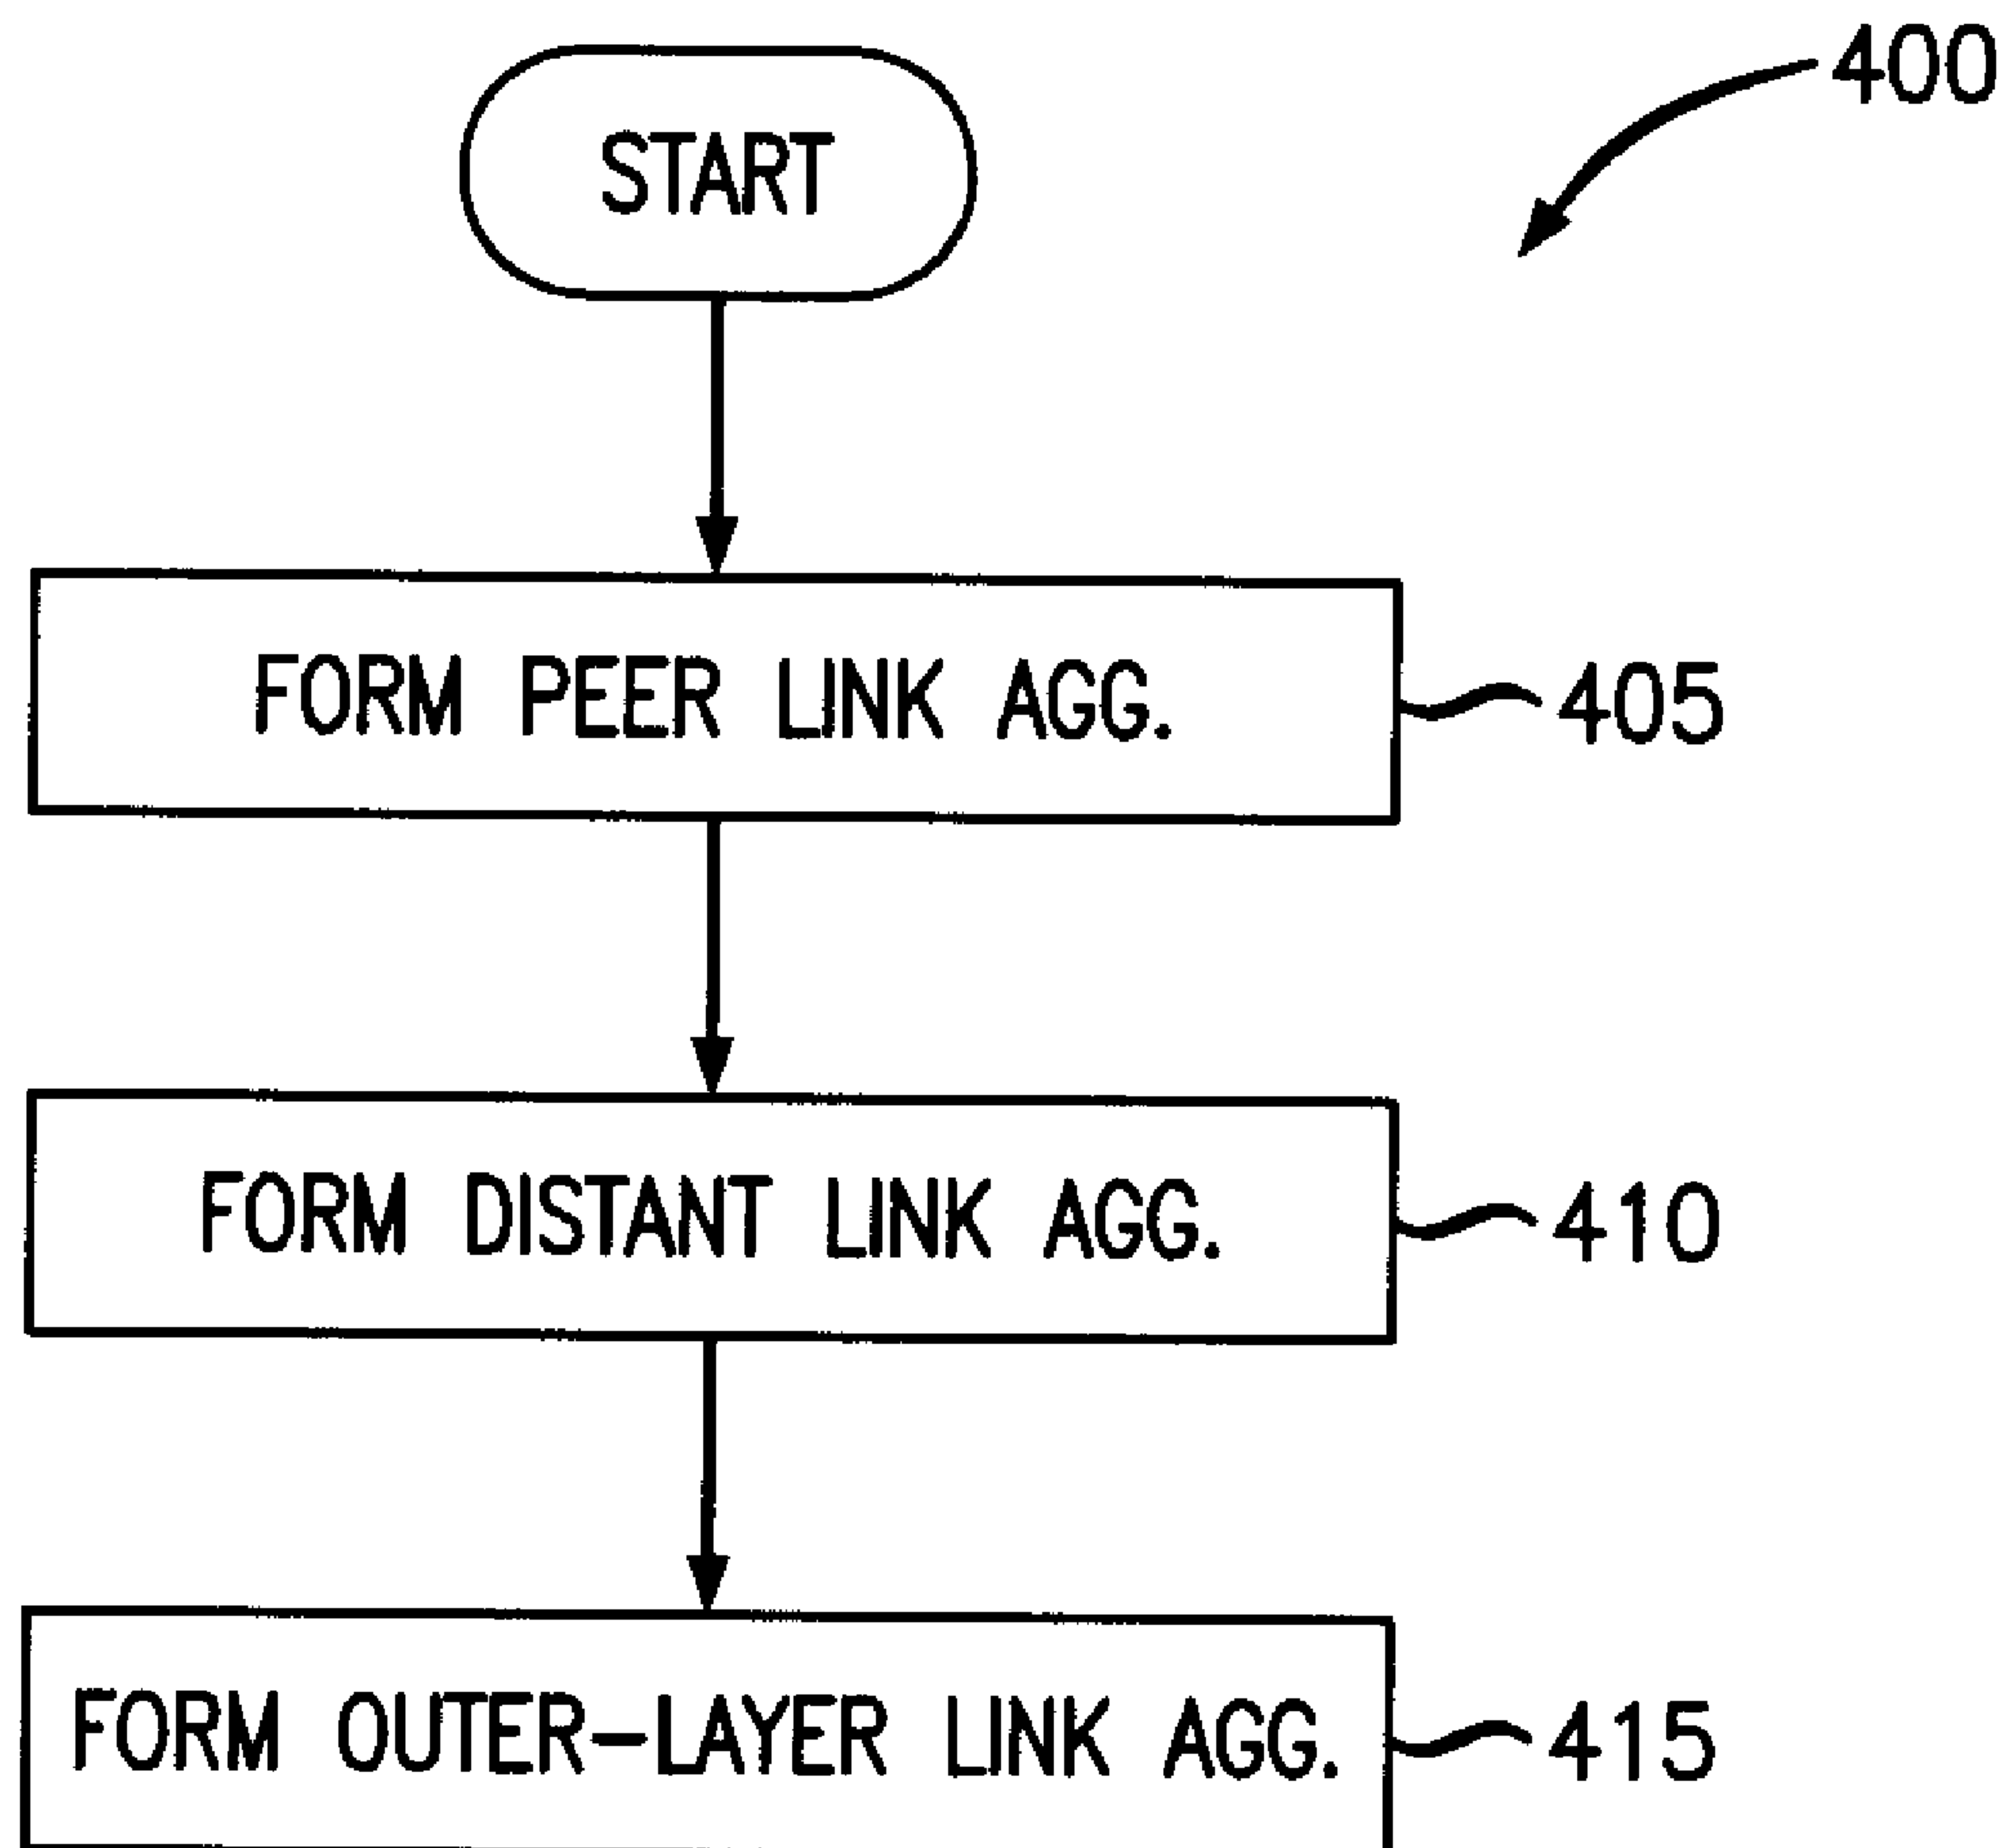 400
START
FORM PEER LINK AGG.
405
FORM DISTANT LINK AGG.
410
FORM OUTER-LAYER LINK AGG.
415